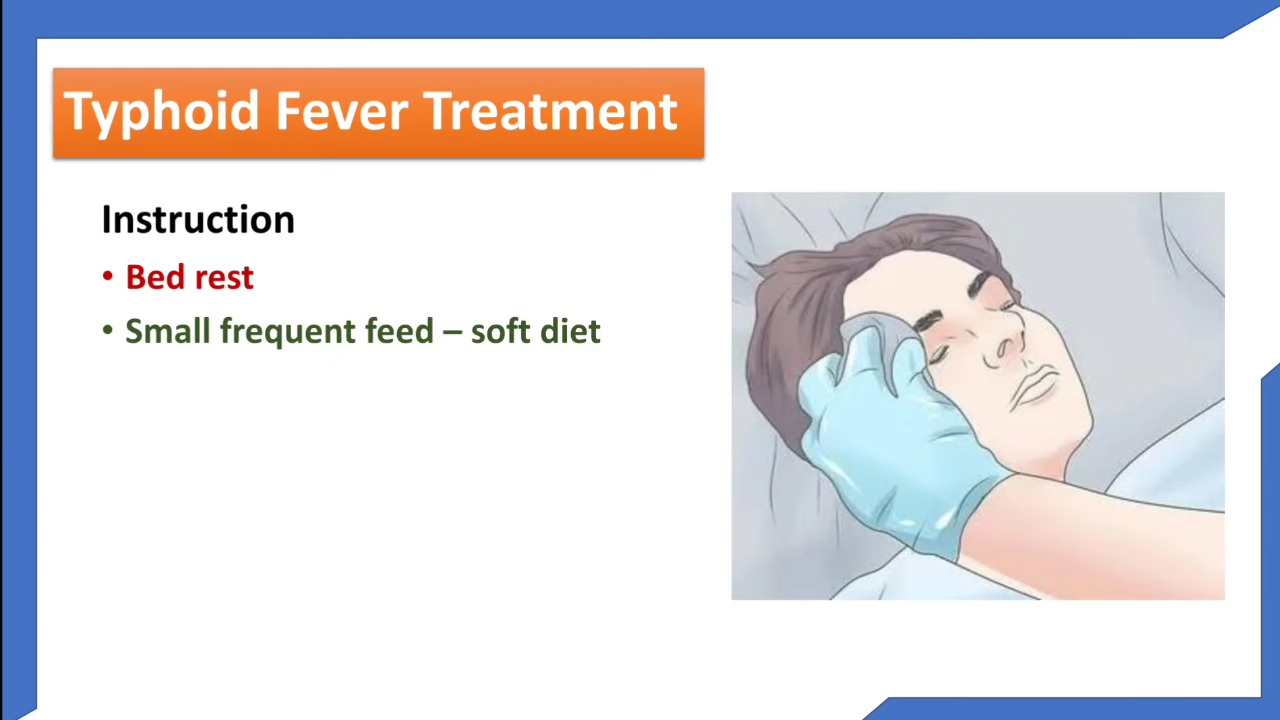 Typhoid Fever Treatment
Instruction
• Bed rest
• Small frequent feed – soft diet